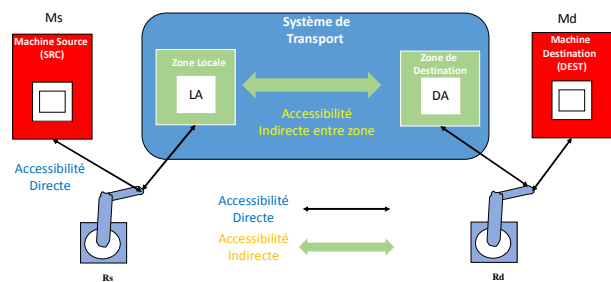 Ms
Système de
Transport
Md
Machine Source
(SRC)
Zone Locale
LA
Zone de
Destination
DA
Machine
Destination
(DEST)
Accessibilité
Indirecte entre zone
Accessibilité
Directe
Accessibilité
Directe
Accessibilité
Indirecte
Rs
Rd